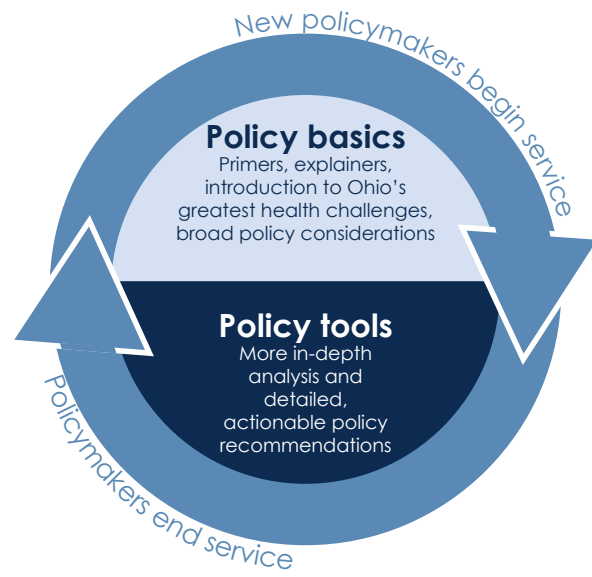 New policymakers begin service
Policy basics
Primers, explainers,
introduction to Ohio's
greatest health challenges,
broad policy considerations
Policy tools
More in-depth
analysis and
detailed,
actionable policy
recommendations
Policymakers end service